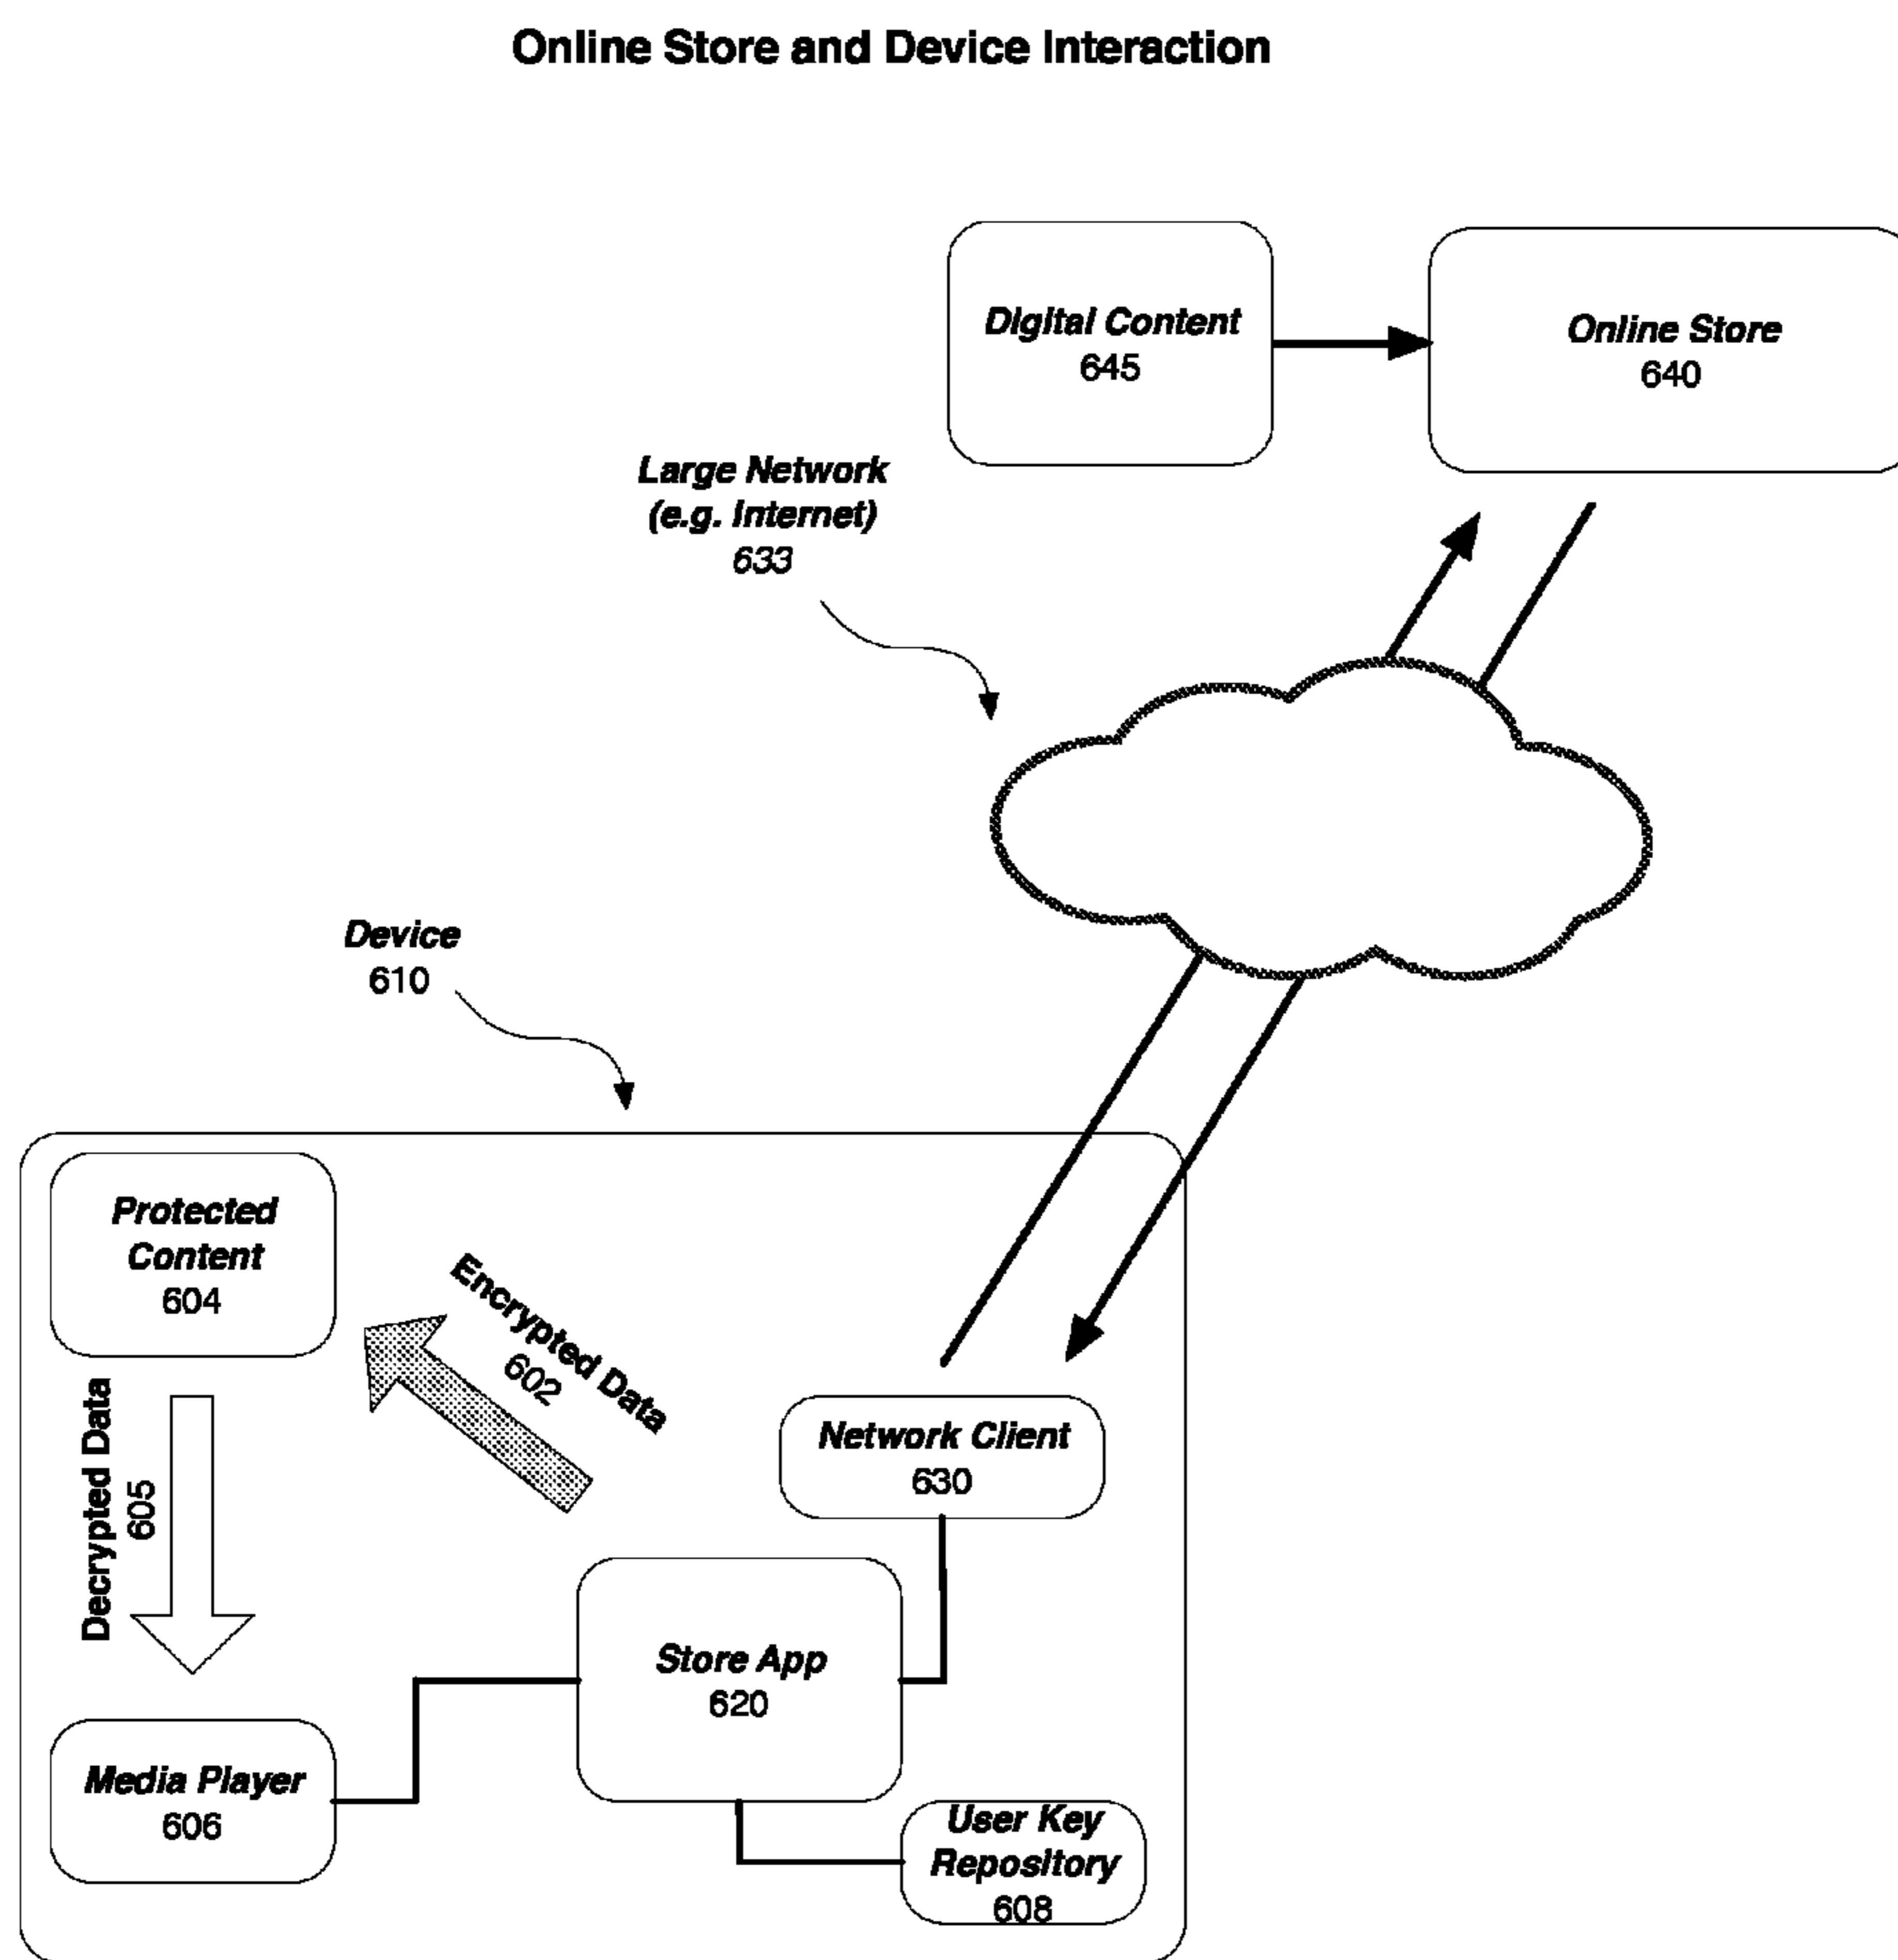 Online Store and Device Interaction
Digital Content
645
Online Store
640
Large Network
(e.g. Internet)
633
Device
610
Protected
Content
604
Encrypted Data
602
Decrypted Data
605
Network Client
630
Store App
620
Media Player
606
User Key
Repository
608